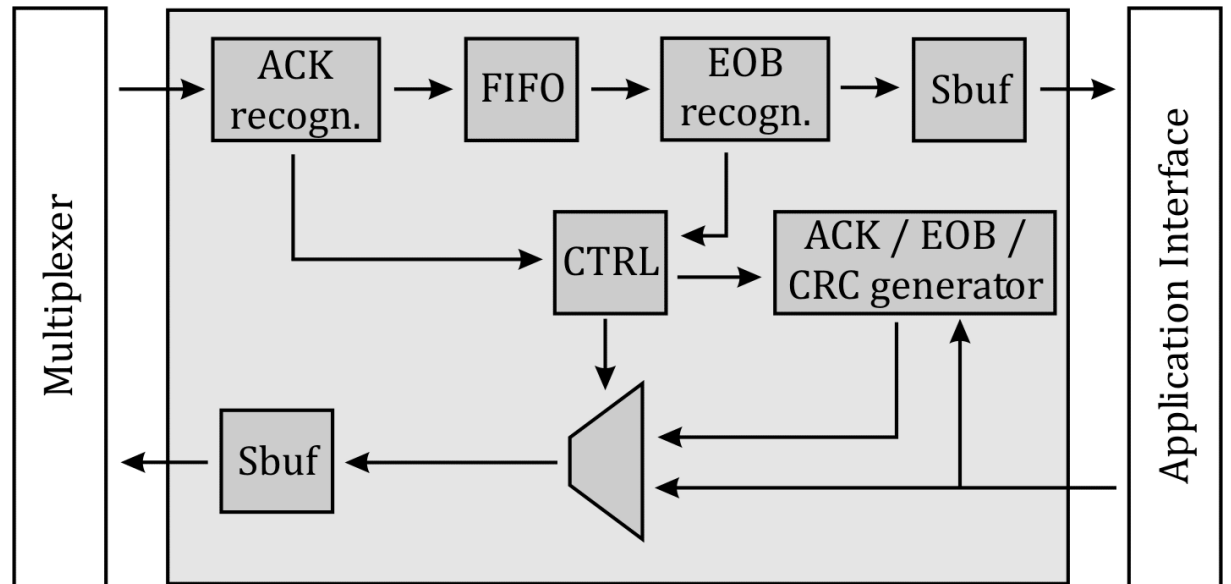 Multiplexer
ACK
recogn.
FIFO
EOB
recogn.
Sbuf
CTRL
ACK / EOB /
CRC generator
Sbuf
Application Interface